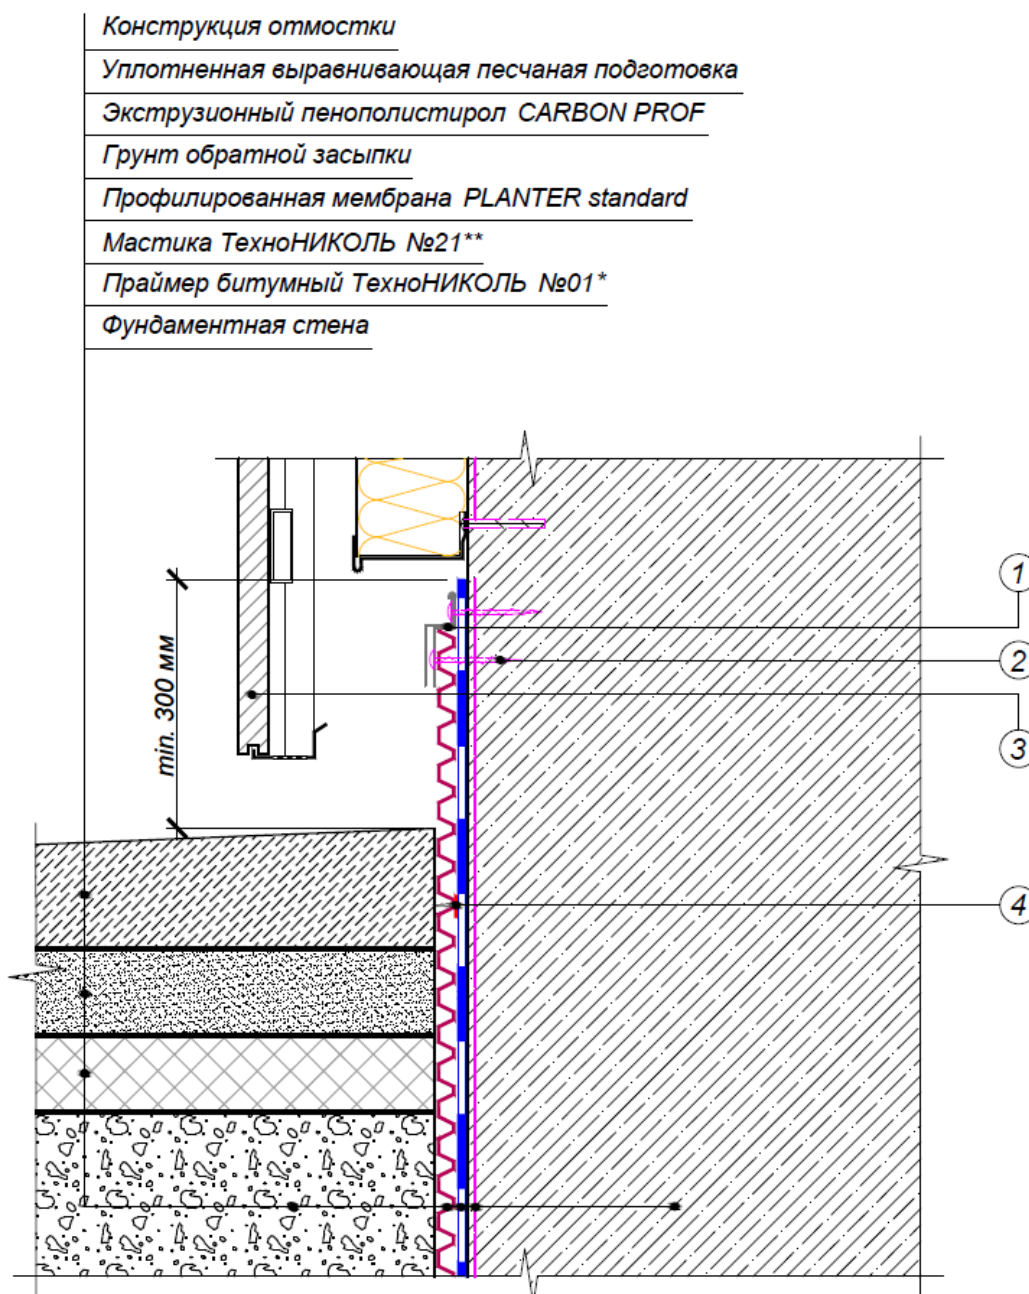 Конструкция отмостки
Уплотненная выравнивающая песчаная подготовка
Экструзионный пенополистирол CARBON PROF
Грунт обратной засыпки
Профилированная мембрана PLANTER standard
Мастика ТехноНИКОЛЬ №21**
Праймер битумный ТехноНИКОЛЬ №01*
Фундаментная стена
1
2
min. 300 мм
3
4